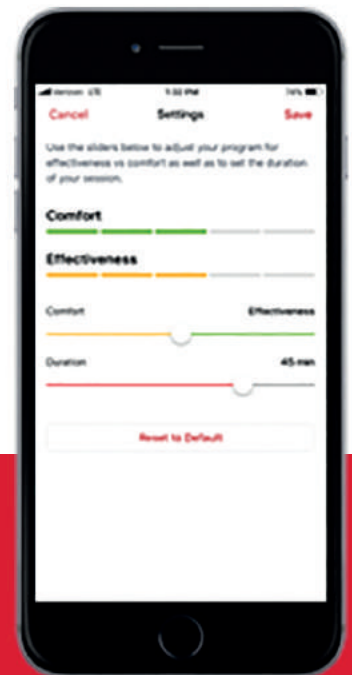 Verizon LTE 1:32 PM 74%
Cancel Settings Save
Use the sliders below to adjust your program for
effectiveness vs comfort as well as to set the duration
of your session.
Comfort
Effectiveness
Comfort Effectiveness
Duration 45 min
Reset to Default